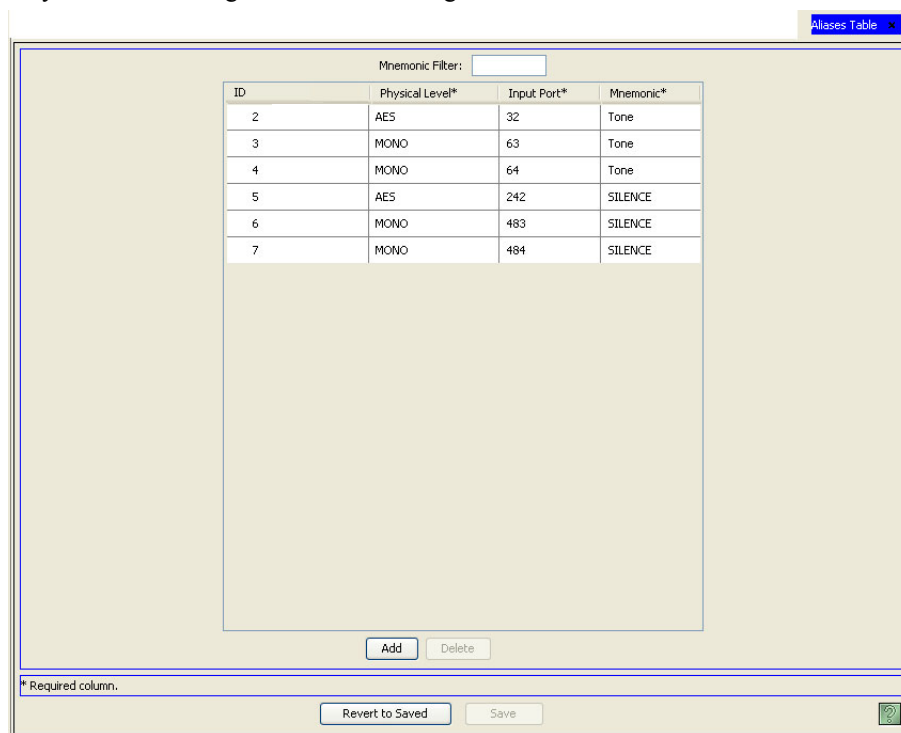 Aliases Table ×
Mnemonic Filter:
ID Physical Level* Input Port* Mnemonic*
2 AES 32 Tone
3 MONO 63 Tone
4 MONO 64 Tone
5 AES 242 SILENCE
6 MONO 483 SILENCE
7 MONO 484 SILENCE
Add Delete
* Required column.
Revert to Saved Save ?